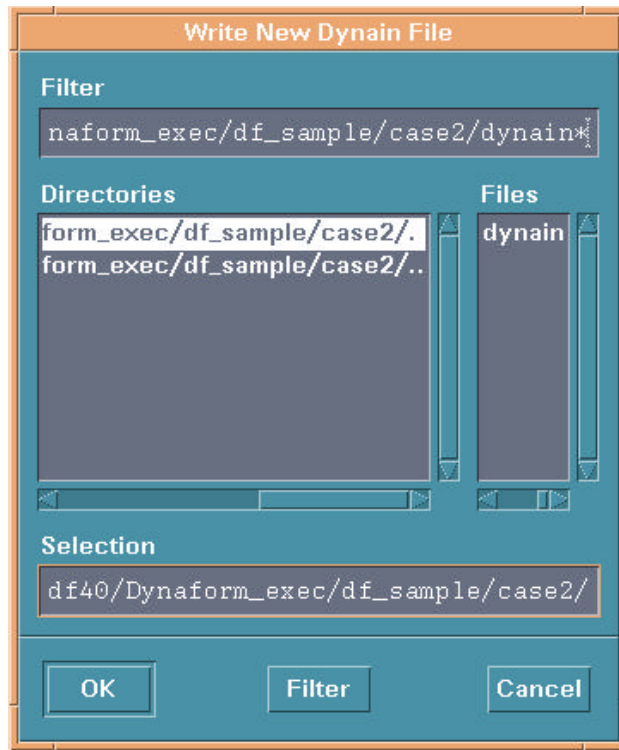 Write New Dynain File
Filter
naform_exec/df_sample/case2/dynain*
Directories
Files
form_exec/df_sample/case2/.
dynain
form_exec/df_sample/case2/..
Selection
df40/Dynaform_exec/df_sample/case2/
OK
Filter
Cancel